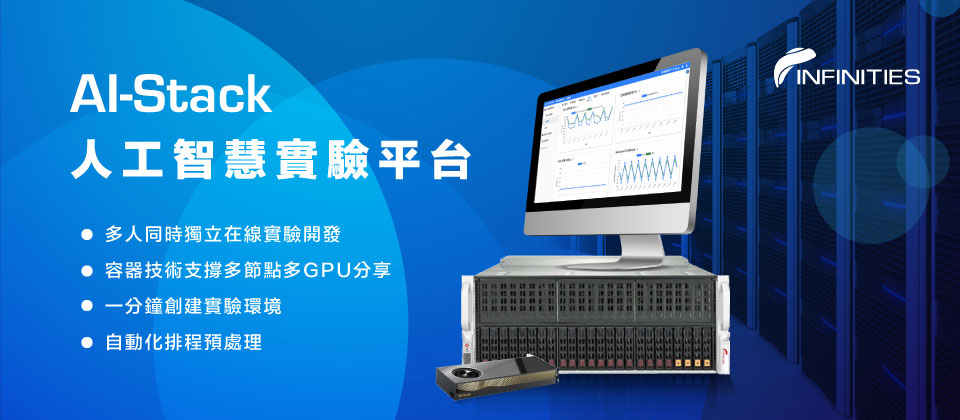 AI-Stack
人工智慧實驗平台
● 多人同時獨立在線實驗開發
● 容器技術支撐多節點多GPU分享
● 一分鐘創建實驗環境
● 自動化排程預處理
INFINITIES